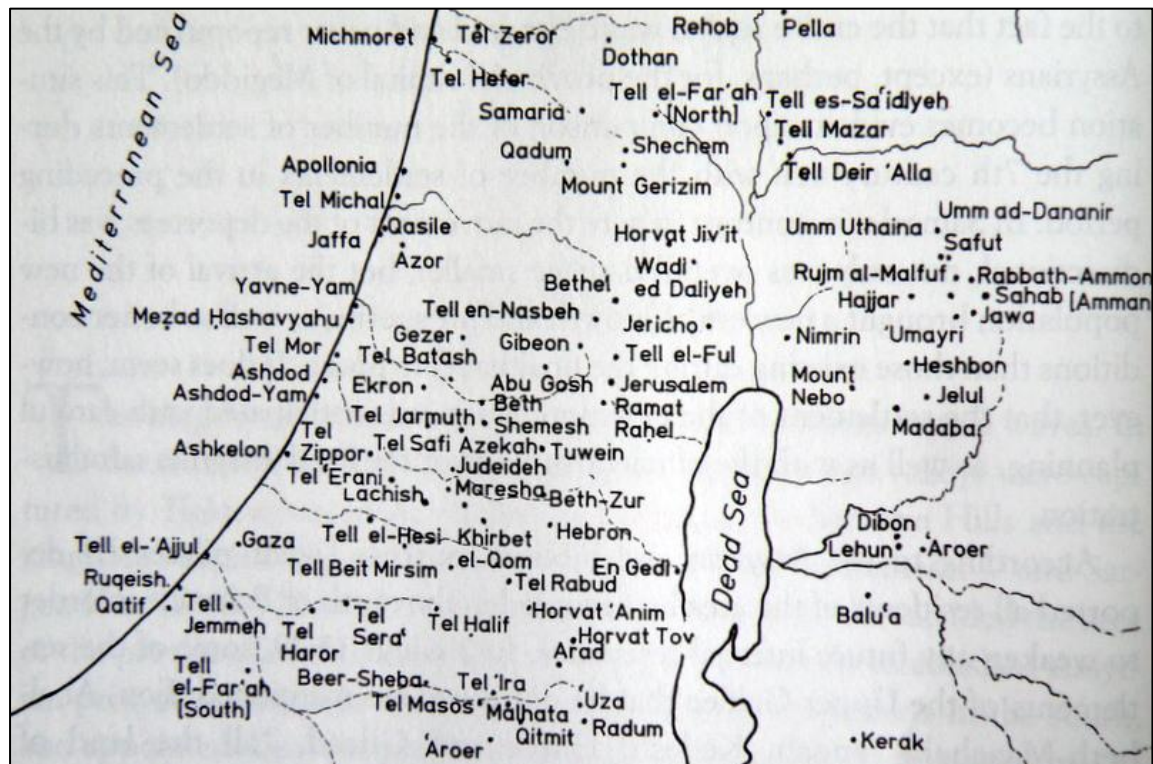 Mediterranean Sea
Michmoret
Tel Zeror
Rehob
Pella
Dothan
Tel Hefer
Tell el-Far'ah
[North]
Tell es-Sa'idlyeh
Samaria
Tell Mazar
Qadum
Shechem
Apollonia
Mount Gerizim
Tell Deir 'Alla
Tel Michal
Umm ad-Dananir
Qasile
Umm Uthaina
Jaffa
Horvat Jiv'it
Safut
Azor
Wadi
ed Daliyeh
Rujm al-Malfuf
Rabbath-Ammon
[Amman]
Yavne-Yam
Bethel
Hajjar
Sahab
Mezad Hashavyahu
Tell en-Nasbeh
Jericho
Jawa
Gezer
Gibeon
Nimrin
Umayri
Tel Mor
Tel Batash
Tell el-Ful
Heshbon
Ashdod
Ekron
Abu Gosh
Jerusalem
Mount
Nebo
Ashdod-Yam
Beth
Shemesh
Ramat
Rahel
Jelul
Tel Jarmuth
Madaba
Ashkelon
Tel
Zippor
Tel Safi
Azekah
Tuwein
Tel 'Erani
Judeideh
Lachish
Maresha
Beth-Zur
Dead Sea
Dibon
Tell el-'Ajjul
Gaza
Tell el-Hesi
Khirbet
el-Qom
Hebron
Lehun
Aroer
Tell Beit Mirsim
En Gedi
Ruqeish
Tel Rabud
Qatif
Tel
Jemmeh
Horvat 'Anim
Balu'a
Tel
Haror
Tel
Sera'
Tel Halif
Horvat Tov
Tell
el-Far'ah
[South]
Beer-Sheba
Tel 'Ira
Arad
Tel Masos
Malhata
Uza
Qitmit
Radum
Aroer
Kerak